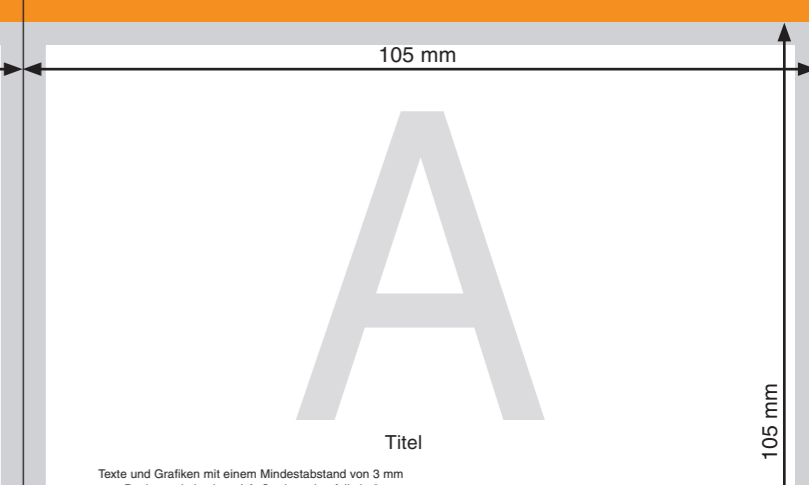 105 mm
A
105 mm
Titel
Texte und Grafiken mit einem Mindestabstand von 3 mm